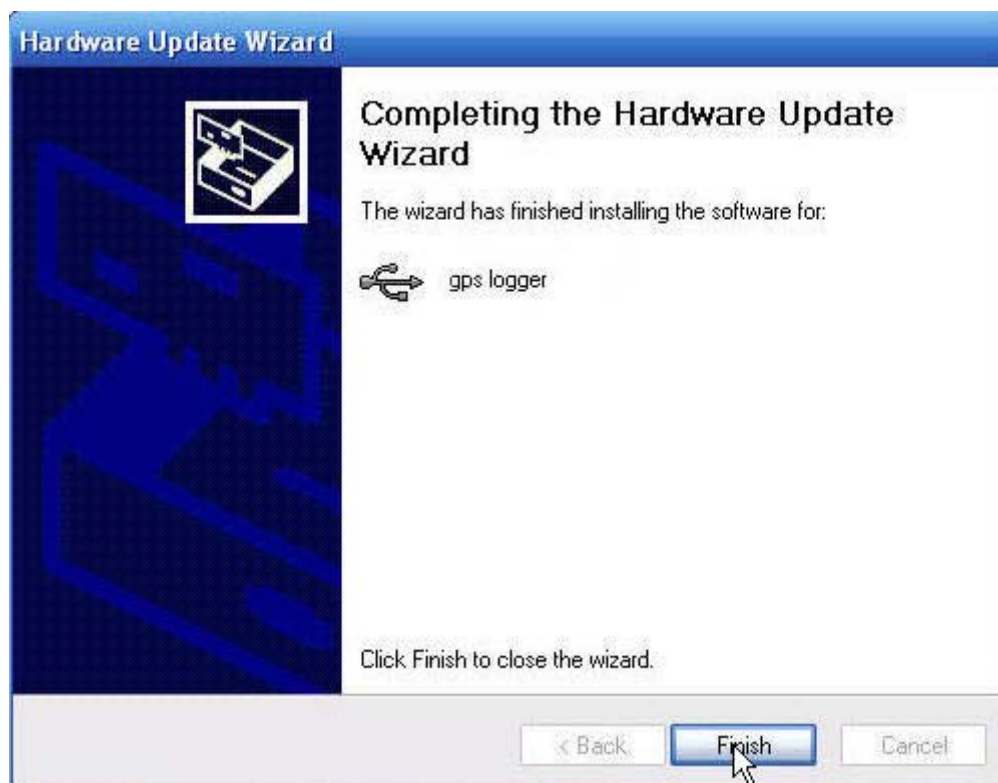 Hardware Update Wizard
Completing the Hardware Update
Wizard
The wizard has finished installing the software for:
gps logger
Click Finish to close the wizard.
< Back Finish Cancel